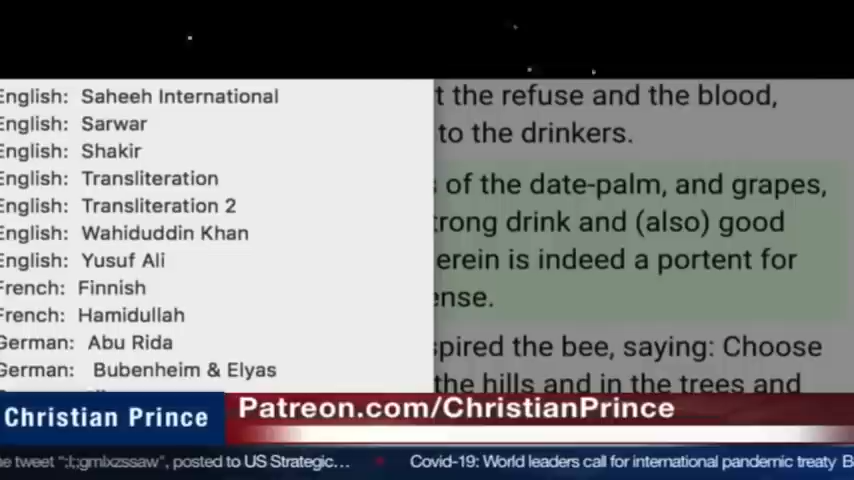 English: Saheeh International
English: Sarwar
English: Shakir
English: Transliteration
English: Transliteration 2
English: Wahiduddin Khan
English: Yusuf Ali
French: Finnish
French: Hamidullah
German: Abu Rida
German: Bubenheim & Elyas
t the refuse and the blood,
to the drinkers.
of the date-palm, and grapes,
trong drink and (also) good
erein is indeed a portent for
ense.
spired the bee, saying: Choose
the hills and in the trees and
Christian Prince
Patreon.com/ChristianPrince
e tweet “;l;;gmlxzssaw”, posted to US Strategic... Covid-19: World leaders call for international pandemic treaty B